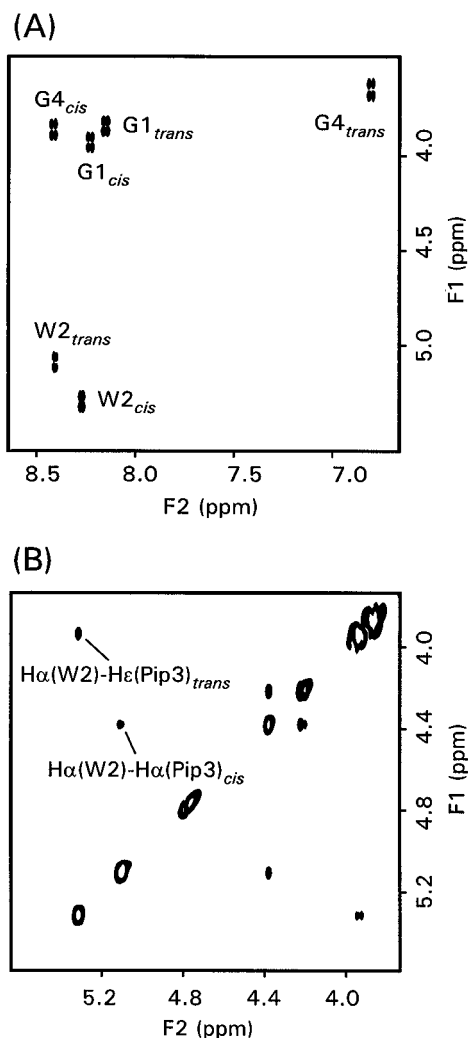 (A)
G4cis
G1trans
G1cis
G4trans
W2trans
W2cis
4.0
4.5
5.0
F1 (ppm)
8.5 8.0 7.5 7.0
F2 (ppm)
(B)
Hα(W2)-Hε(Pip3)trans
Hα(W2)-Hα(Pip3)cis
4.0
4.4
4.8
5.2
F1 (ppm)
5.2 4.8 4.4 4.0
F2 (ppm)